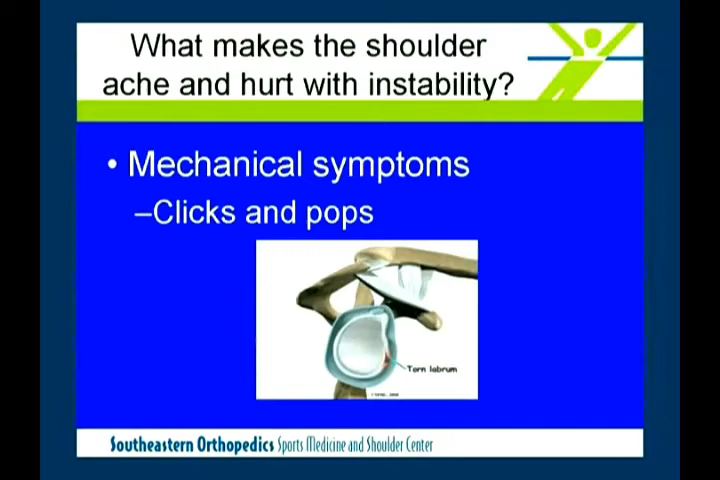 What makes the shoulder
ache and hurt with instability?
• Mechanical symptoms
–Clicks and pops
Torn labrum
Southeastern Orthopedics Sports Medicine and Shoulder Center